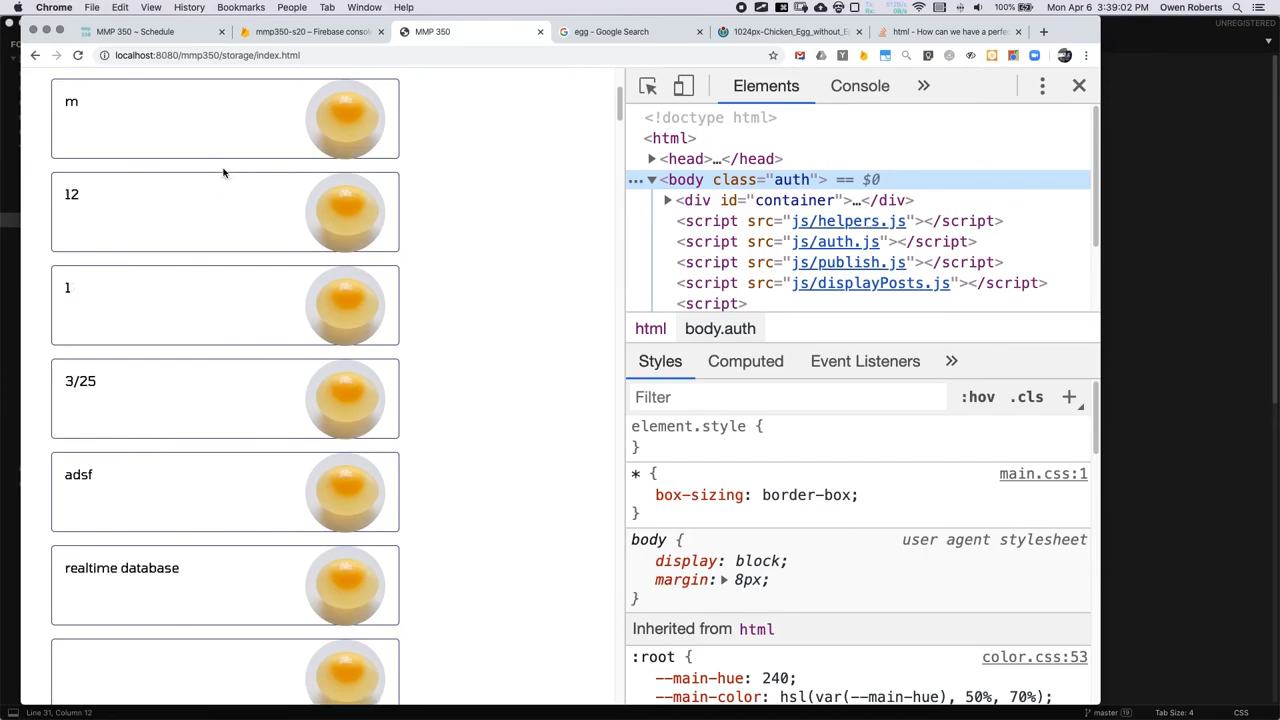 Chrome File Edit View History Bookmarks People Tab Window Help 100% Mon Apr 6 3:39:02 PM Owen Roberts
UNREGISTERED
MMP 350 ~ Schedule mmp350-s20 – Firebase consol MMP 350 egg - Google Search 1024px-Chicken_Egg_without_E html - How can we have a perfe
localhost:8080/mmp350/storage/index.html
m
12
1
3/25
adsf
realtime database
Elements Console »
<!doctype html>
<html>
<head>…</head>
… <body class="auth"> == $0
<div id="container">…</div>
<script src="js/helpers.js"></script>
<script src="js/auth.js"></script>
<script src="js/publish.js"></script>
<script src="js/displayPosts.js"></script>
<script>
html body.auth
Styles Computed Event Listeners »
Filter :hov .cls +
element.style {
}
* { main.css:1
box-sizing: border-box;
}
body { user agent stylesheet
display: block;
margin: 8px;
}
Inherited from html
:root { color.css:53
--main-hue: 240;
--main-color: hsl(var(--main-hue), 50%, 70%);
Line 31, Column 12 master 19 Tab Size: 4 CSS